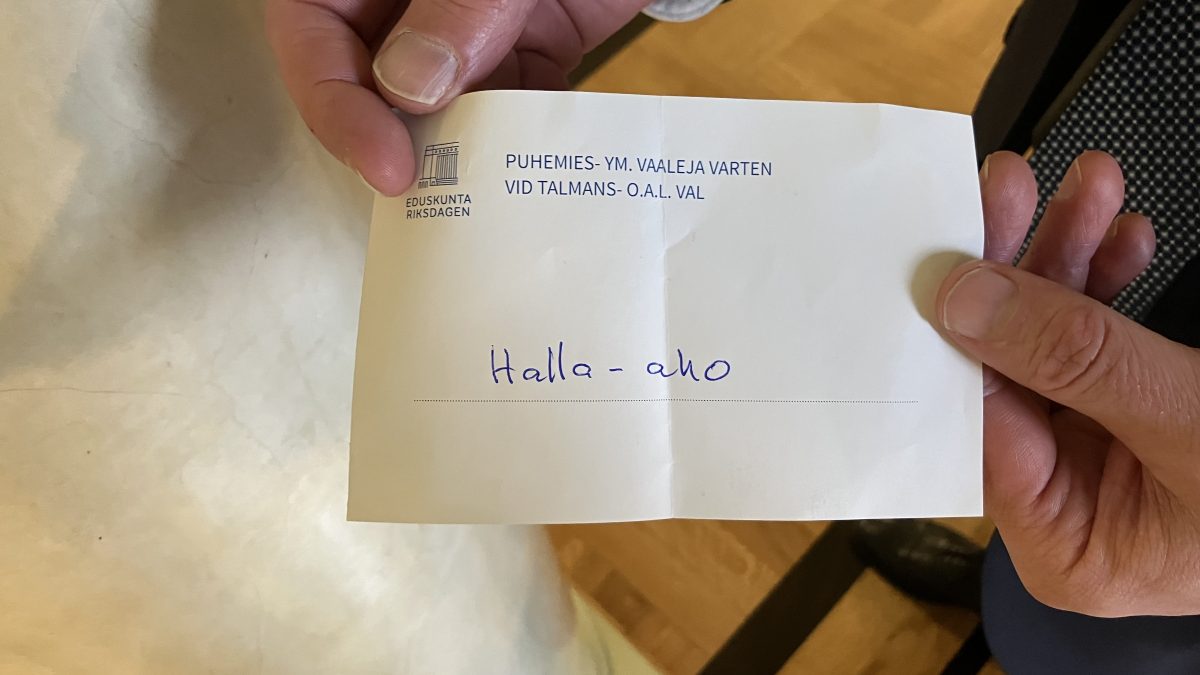 EDUSKUNTA
RIKSDAGEN
PUHEMIES- YM. VAALEJA VARTEN
VID TALMANS- O.A.L. VAL
Halla-aho